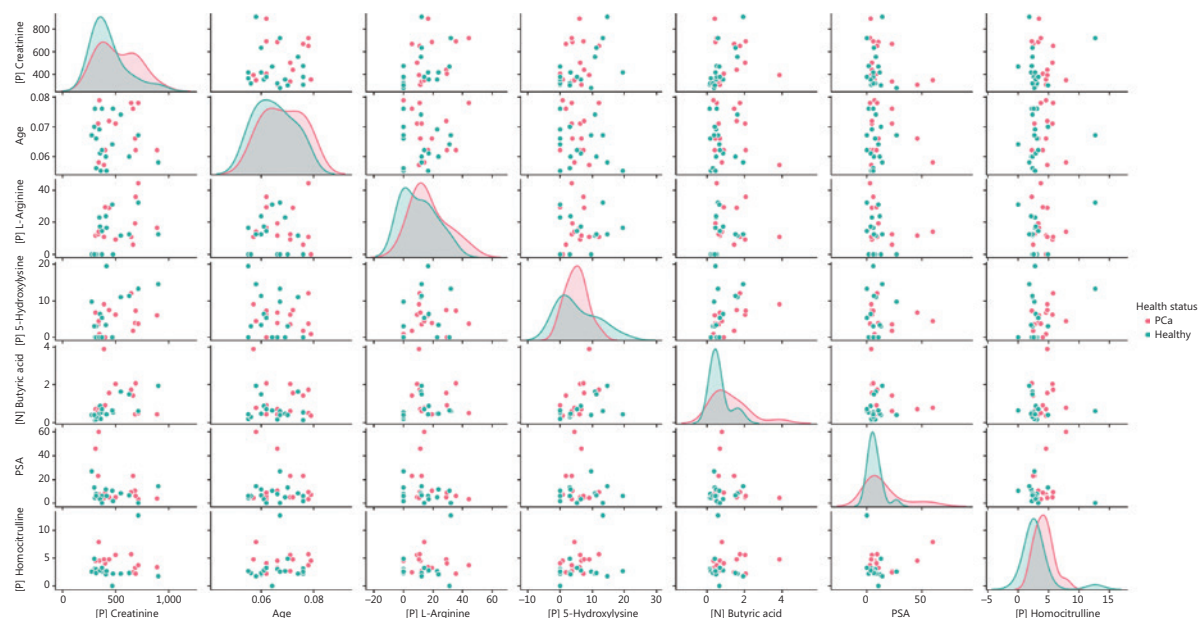 [P] Creatinine
800
600
400
Age
0.08
0.07
0.06
[P] L-Arginine
40
20
0
[P] 5-Hydroxylysine
20
10
0
[N] Butyric acid
4
2
0
PSA
60
40
20
0
[P] Homocitrulline
10
5
0
0 500 1,000
[P] Creatinine
0.06 0.08
Age
−20 0 20 40 60
[P] L-Arginine
−10 0 10 20 30
[P] 5-Hydroxylysine
0 2 4
[N] Butyric acid
0 50
PSA
−5 0 5 10 15
[P] Homocitrulline
Health status
PCa
Healthy